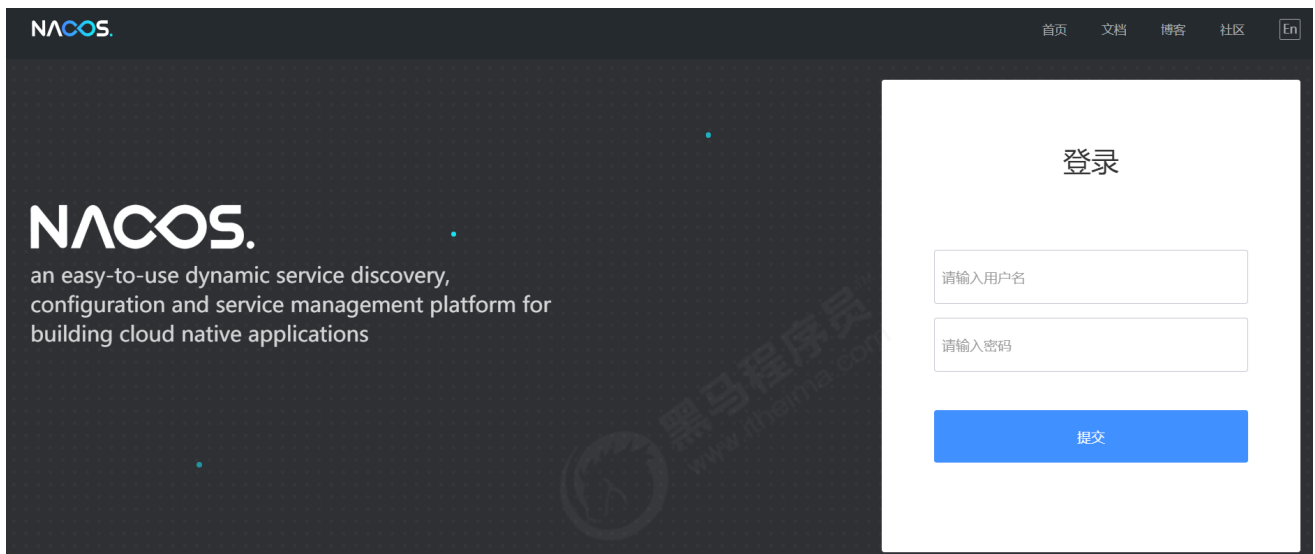 NACOS.
首页 文档 博客 社区 En
登录
NACOS.
an easy-to-use dynamic service discovery,
configuration and service management platform for
building cloud native applications
请输入用户名
请输入密码
提交
黑马程序员
www.itheima.com